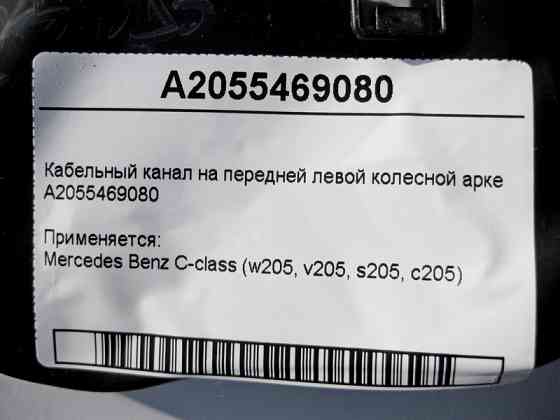 A2055469080
Кабельный канал на передней левой колесной арке
A2055469080
Применяется:
Mercedes Benz C-class (w205, v205, s205, c205)